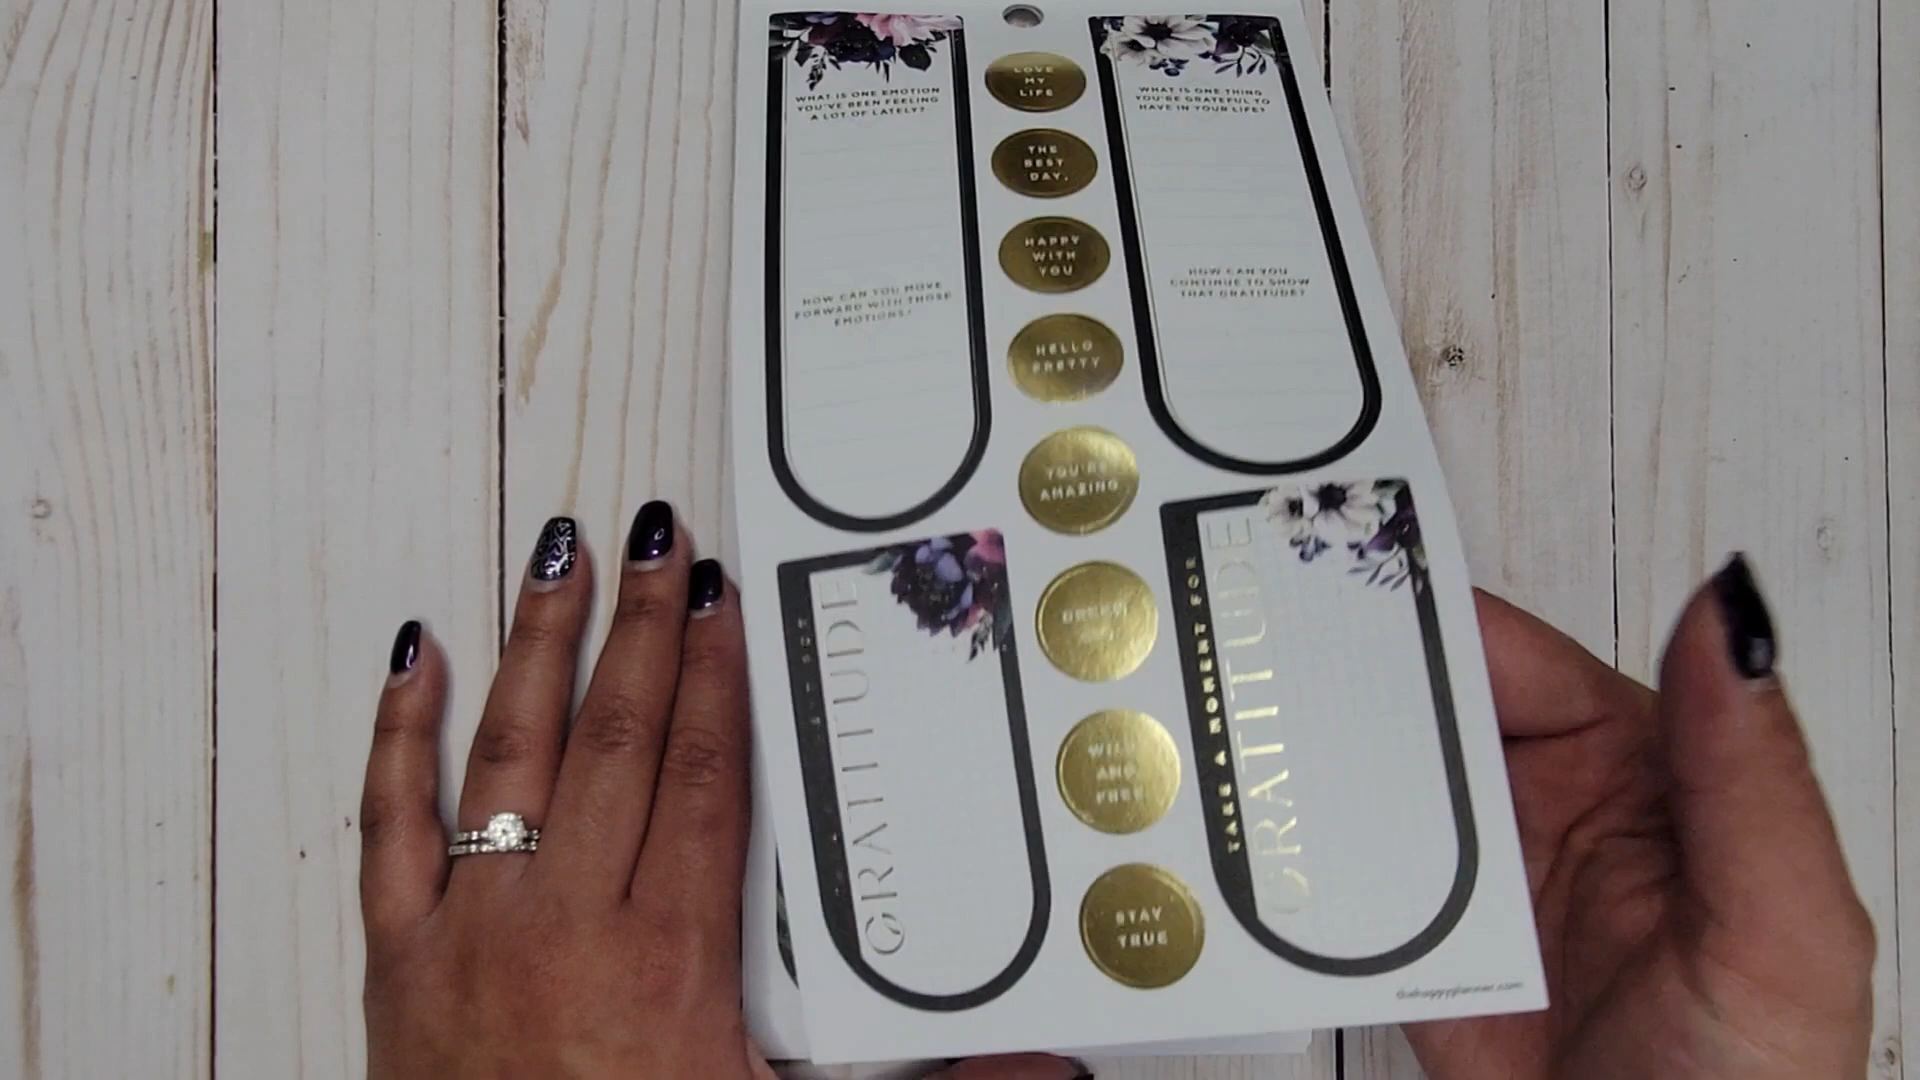 WHAT IS ONE EMOTION
YOU'VE BEEN FEELING
A LOT OF LATELY?
HOW CAN YOU MOVE
FORWARD WITH THOSE
EMOTIONS?
LOVE
MY
LIFE
THE
BEST
DAY.
HAPPY
WITH
YOU
HELLO
PRETTY
YOU'RE
AMAZING
WILD
AND
FREE
STAY
TRUE
WHAT IS ONE THING
YOU'RE GRATEFUL TO
HAVE IN YOUR LIFE?
HOW CAN YOU
CONTINUE TO SHOW
THAT GRATITUDE?
GRATITUDE
TAKE A MOMENT FOR
GRATITUDE
thehappyplanner.com